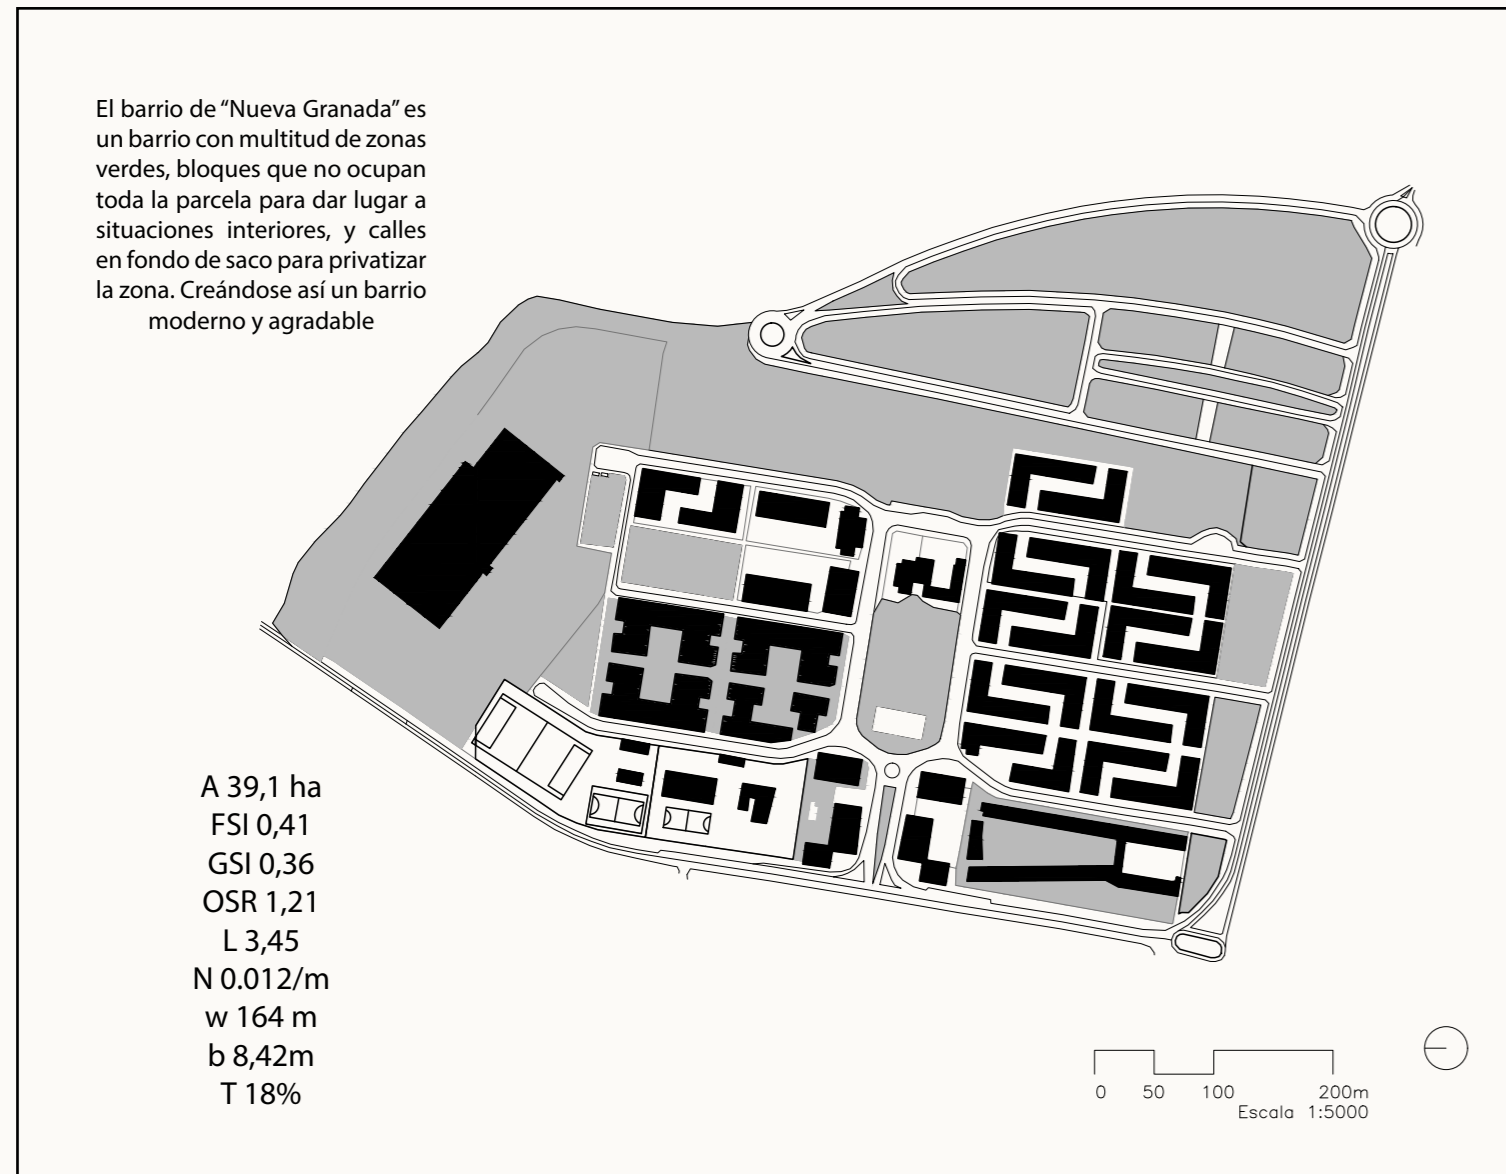 El barrio de “Nueva Granada” es
un barrio con multitud de zonas
verdes, bloques que no ocupan
toda la parcela para dar lugar a
situaciones interiores, y calles
en fondo de saco para privatizar
la zona. Creándose así un barrio
moderno y agradable
A 39,1 ha
FSI 0,41
GSI 0,36
OSR 1,21
L 3,45
N 0.012/m
w 164 m
b 8,42m
T 18%
0 50 100 200m
Escala 1:5000